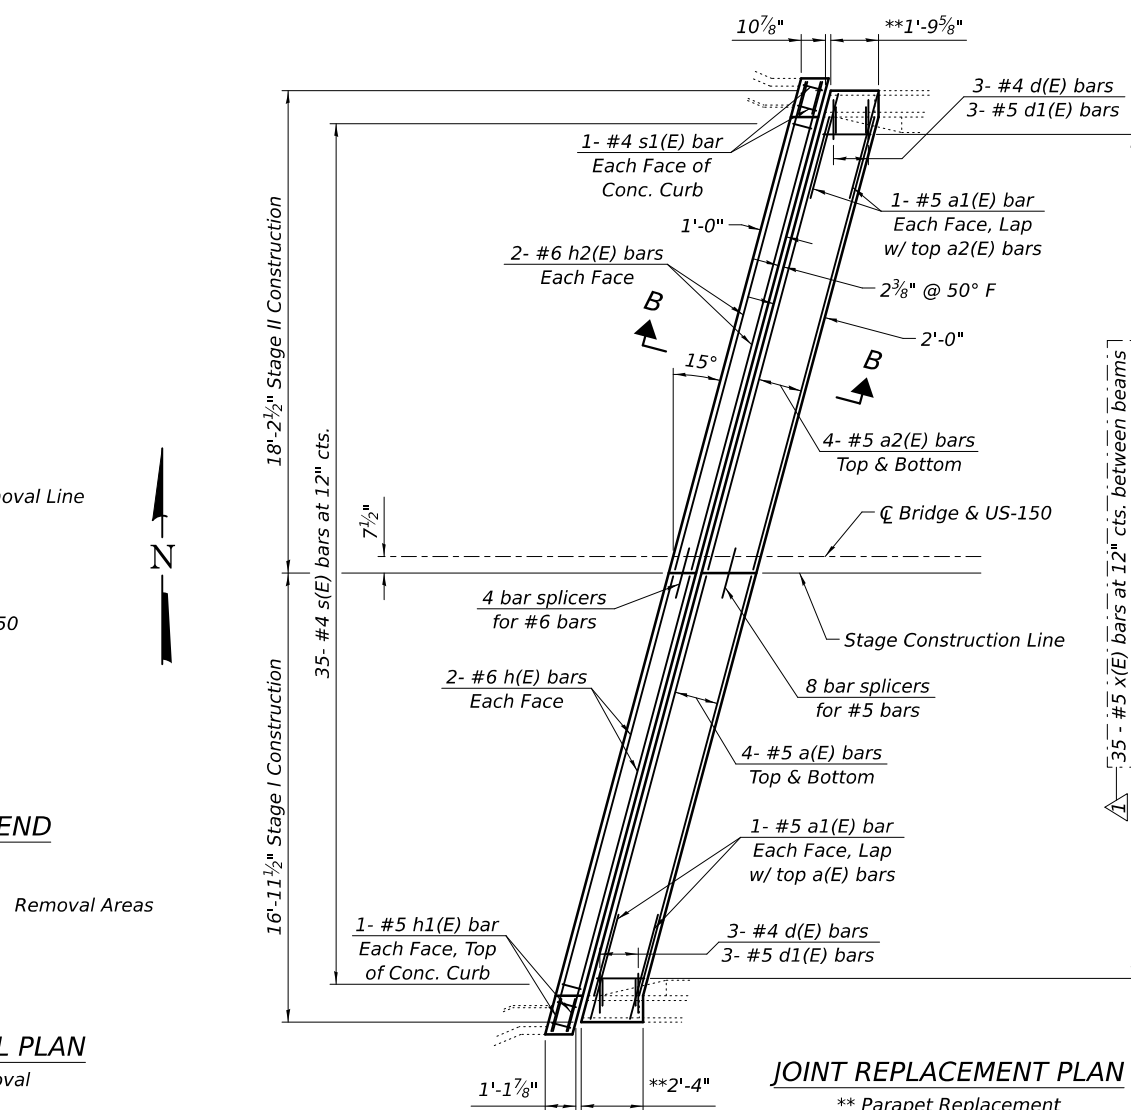 10⅞"
**1'-9⅝"
3- #4 d(E) bars
3- #5 d1(E) bars
1- #4 s1(E) bar
Each Face of
Conc. Curb
1- #5 a1(E) bar
Each Face, Lap
w/ top a2(E) bars
1'-0"
2- #6 h2(E) bars
Each Face
2⅜" @ 50° F
B
2'-0"
15°
B
18'-2½" Stage II Construction
35- #4 s(E) bars at 12" cts.
4- #5 a2(E) bars
Top & Bottom
35 - #5 x(E) bars at 12" cts. between beams
1
oval Line
7½"
℄ Bridge & US-150
N
4 bar splicers
for #6 bars
50
Stage Construction Line
16'-11½" Stage I Construction
2- #6 h(E) bars
Each Face
8 bar splicers
for #5 bars
4- #5 a(E) bars
Top & Bottom
END
1- #5 a1(E) bar
Each Face, Lap
w/ top a(E) bars
Removal Areas
1- #5 h1(E) bar
Each Face, Top
of Conc. Curb
3- #4 d(E) bars
3- #5 d1(E) bars
L PLAN
oval
1'-1⅞"
**2'-4"
JOINT REPLACEMENT PLAN
** Parapet Replacement